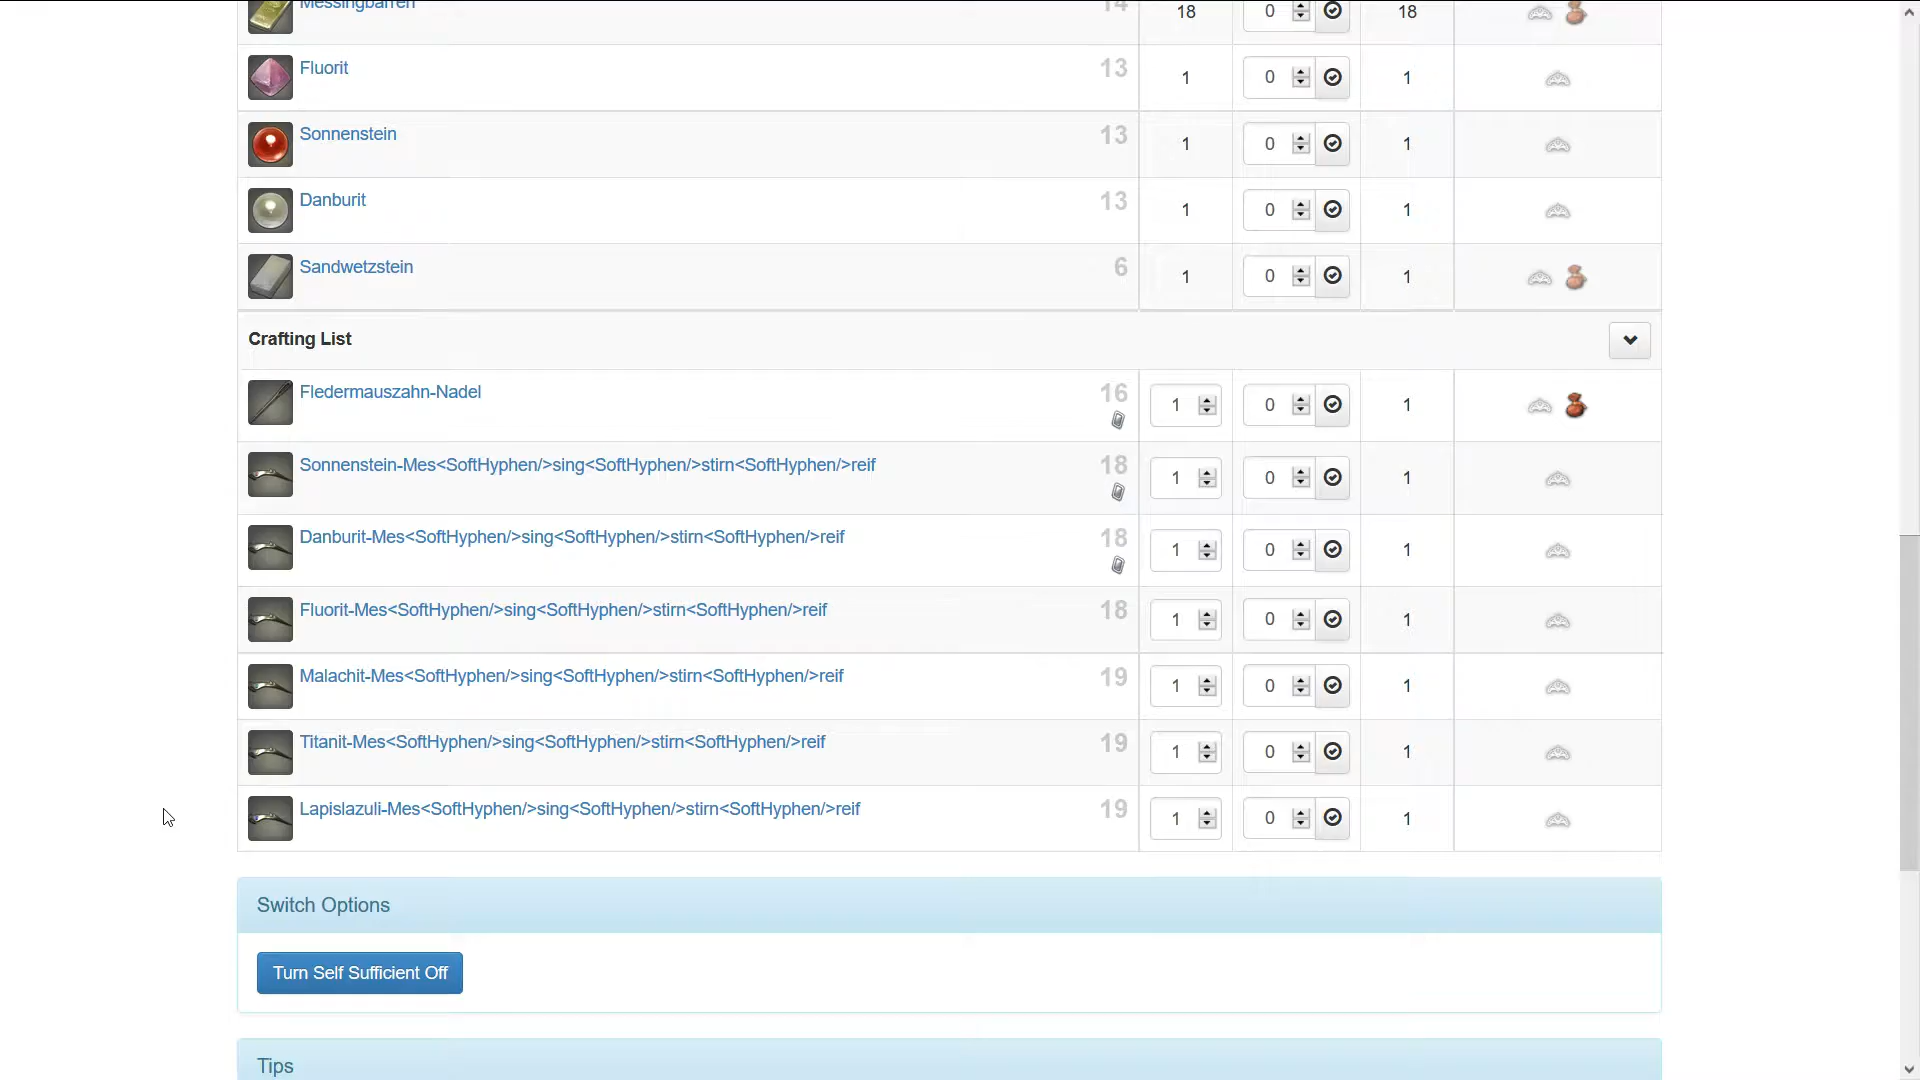 Messingbarren 14 18 0 18
Fluorit 13 1 0 1
Sonnenstein 13 1 0 1
Danburit 13 1 0 1
Sandwetzstein 6 1 0 1
Crafting List
Fledermauszahn-Nadel 16 1 0 1
Sonnenstein-Mes<SoftHyphen/>sing<SoftHyphen/>stirn<SoftHyphen/>reif 18 1 0 1
Danburit-Mes<SoftHyphen/>sing<SoftHyphen/>stirn<SoftHyphen/>reif 18 1 0 1
Fluorit-Mes<SoftHyphen/>sing<SoftHyphen/>stirn<SoftHyphen/>reif 18 1 0 1
Malachit-Mes<SoftHyphen/>sing<SoftHyphen/>stirn<SoftHyphen/>reif 19 1 0 1
Titanit-Mes<SoftHyphen/>sing<SoftHyphen/>stirn<SoftHyphen/>reif 19 1 0 1
Lapislazuli-Mes<SoftHyphen/>sing<SoftHyphen/>stirn<SoftHyphen/>reif 19 1 0 1
Switch Options
Turn Self Sufficient Off
Tips